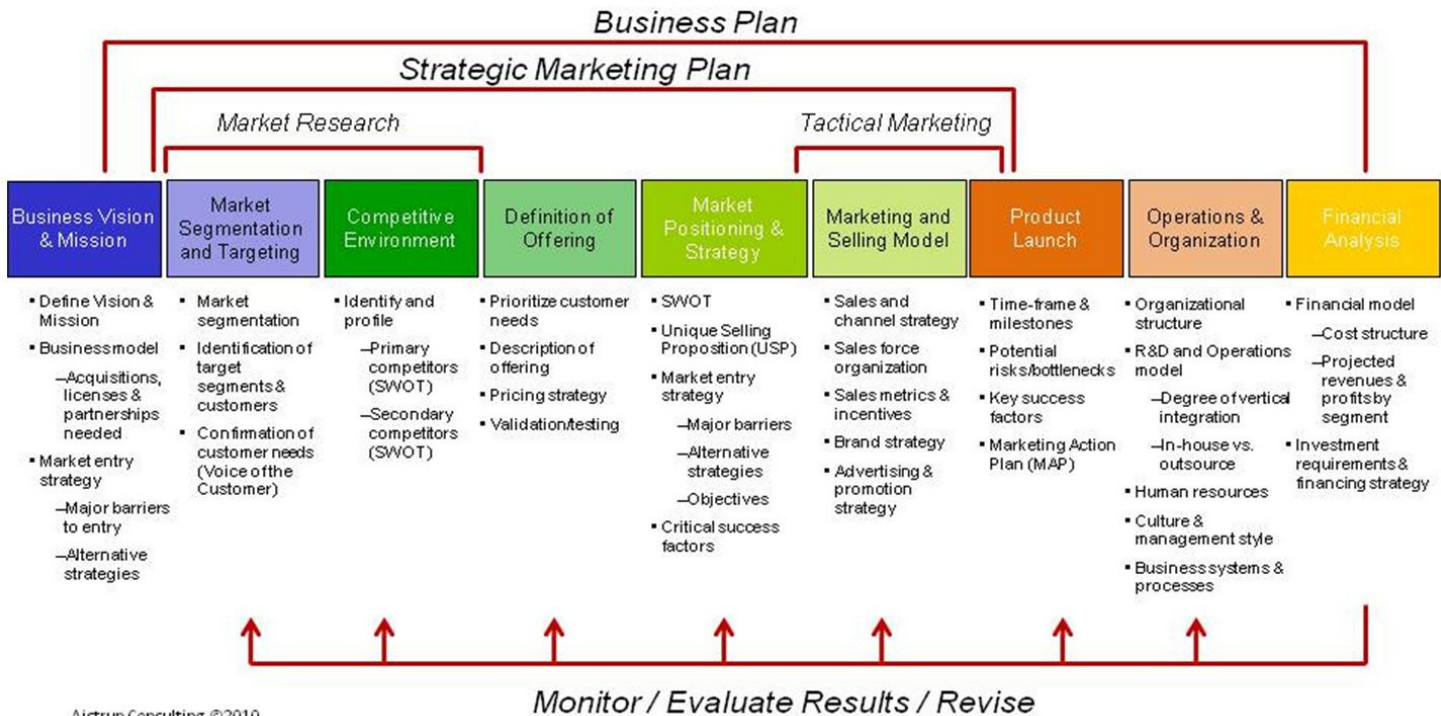 Business Plan
Strategic Marketing Plan
Market Research
Tactical Marketing
Business Vision
& Mission
Market
Segmentation
and Targeting
Competitive
Environment
Definition of
Offering
Market
Positioning &
Strategy
Marketing and
Selling Model
Product
Launch
Operations &
Organization
Financial
Analysis
▪ Define Vision &
Mission
▪ Business model
–Acquisitions,
licenses &
partnerships
needed
▪ Market entry
strategy
–Major barriers
to entry
–Alternative
strategies
▪ Market
segmentation
▪ Identification of
target
segments &
customers
▪ Confirmation of
customer needs
(Voice of the
Customer)
▪ Identify and
profile
–Primary
competitors
(SWOT)
–Secondary
competitors
(SWOT)
▪ Prioritize customer
needs
▪ Description of
offering
▪ Pricing strategy
▪ Validation/testing
▪ SWOT
▪ Unique Selling
Proposition (USP)
▪ Market entry
strategy
–Major barriers
–Alternative
strategies
–Objectives
▪ Critical success
factors
▪ Sales and
channel strategy
▪ Sales force
organization
▪ Sales metrics &
incentives
▪ Brand strategy
▪ Advertising &
promotion
strategy
▪ Time-frame &
milestones
▪ Potential
risks/bottlenecks
▪ Key success
factors
▪ Marketing Action
Plan (MAP)
▪ Organizational
structure
▪ R&D and Operations
model
–Degree of vertical
integration
–In-house vs.
outsource
▪ Human resources
▪ Culture &
management style
▪ Business systems &
processes
▪ Financial model
–Cost structure
–Projected
revenues &
profits by
segment
▪ Investment
requirements &
financing strategy
Monitor / Evaluate Results / Revise
Aistrup Consulting ©2010